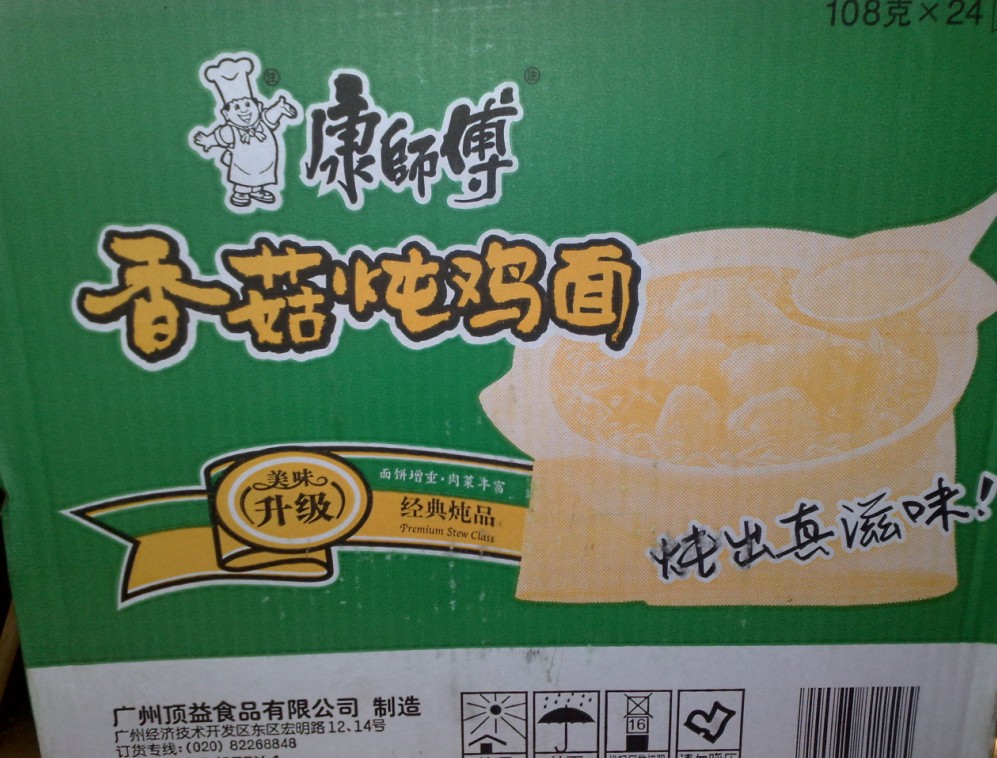 108克×24
康師傅
香菇炖鸡面
美味
升级
面饼增重·肉菜丰富
经典炖品
Premium Stew Class
炖出真滋味!
广州顶益食品有限公司 制造
广州经济技术开发区东区宏明路12、14号
订货专线:(020) 82268848
16